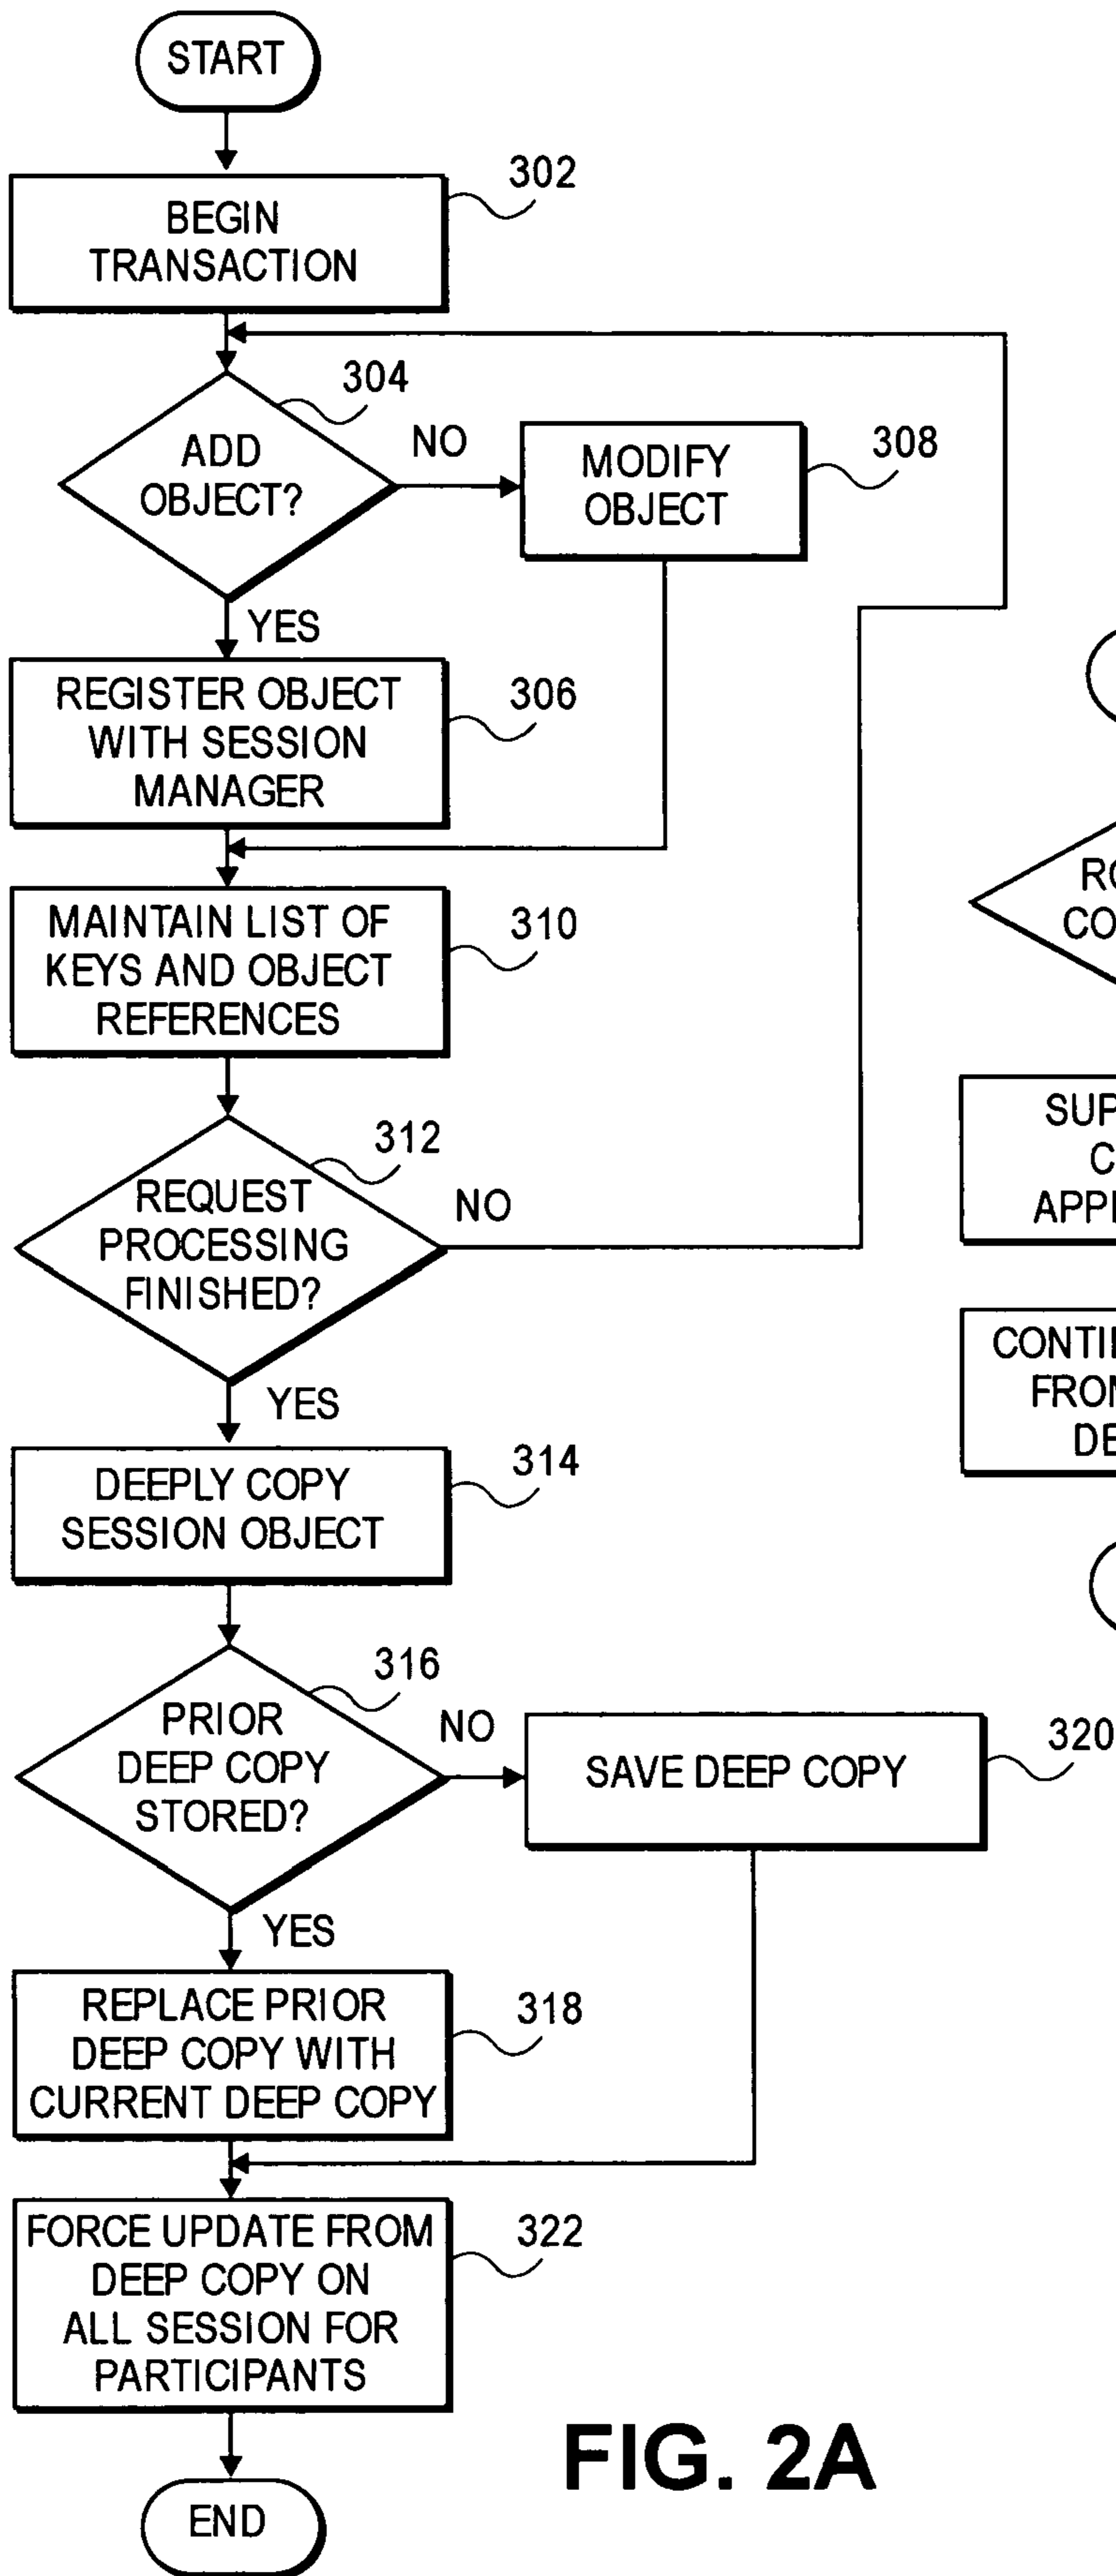 START
302
BEGIN
TRANSACTION
304
ADD
OBJECT?
NO
MODIFY
OBJECT
308
YES
REGISTER OBJECT
WITH SESSION
MANAGER
306
MAINTAIN LIST OF
KEYS AND OBJECT
REFERENCES
310
312
REQUEST
PROCESSING
FINISHED?
NO
YES
DEEPLY COPY
SESSION OBJECT
314
316
PRIOR
DEEP COPY
STORED?
NO
SAVE DEEP COPY
320
YES
REPLACE PRIOR
DEEP COPY WITH
CURRENT DEEP COPY
318
FORCE UPDATE FROM
DEEP COPY ON
ALL SESSION FOR
PARTICIPANTS
322
END
FIG. 2A